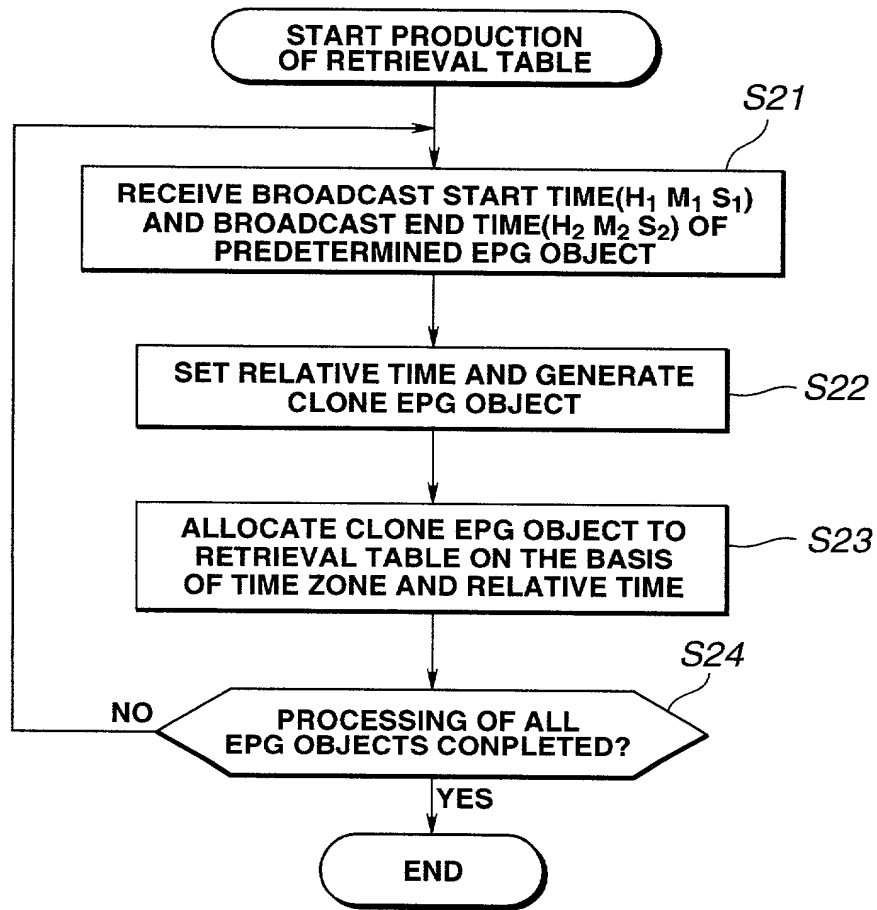 START PRODUCTION
OF RETRIEVAL TABLE
S21
RECEIVE BROADCAST START TIME(H₁ M₁ S₁)
AND BROADCAST END TIME(H₂ M₂ S₂) OF
PREDETERMINED EPG OBJECT
SET RELATIVE TIME AND GENERATE
CLONE EPG OBJECT
S22
ALLOCATE CLONE EPG OBJECT TO
RETRIEVAL TABLE ON THE BASIS
OF TIME ZONE AND RELATIVE TIME
S23
S24
NO
PROCESSING OF ALL
EPG OBJECTS CONPLETED?
YES
END